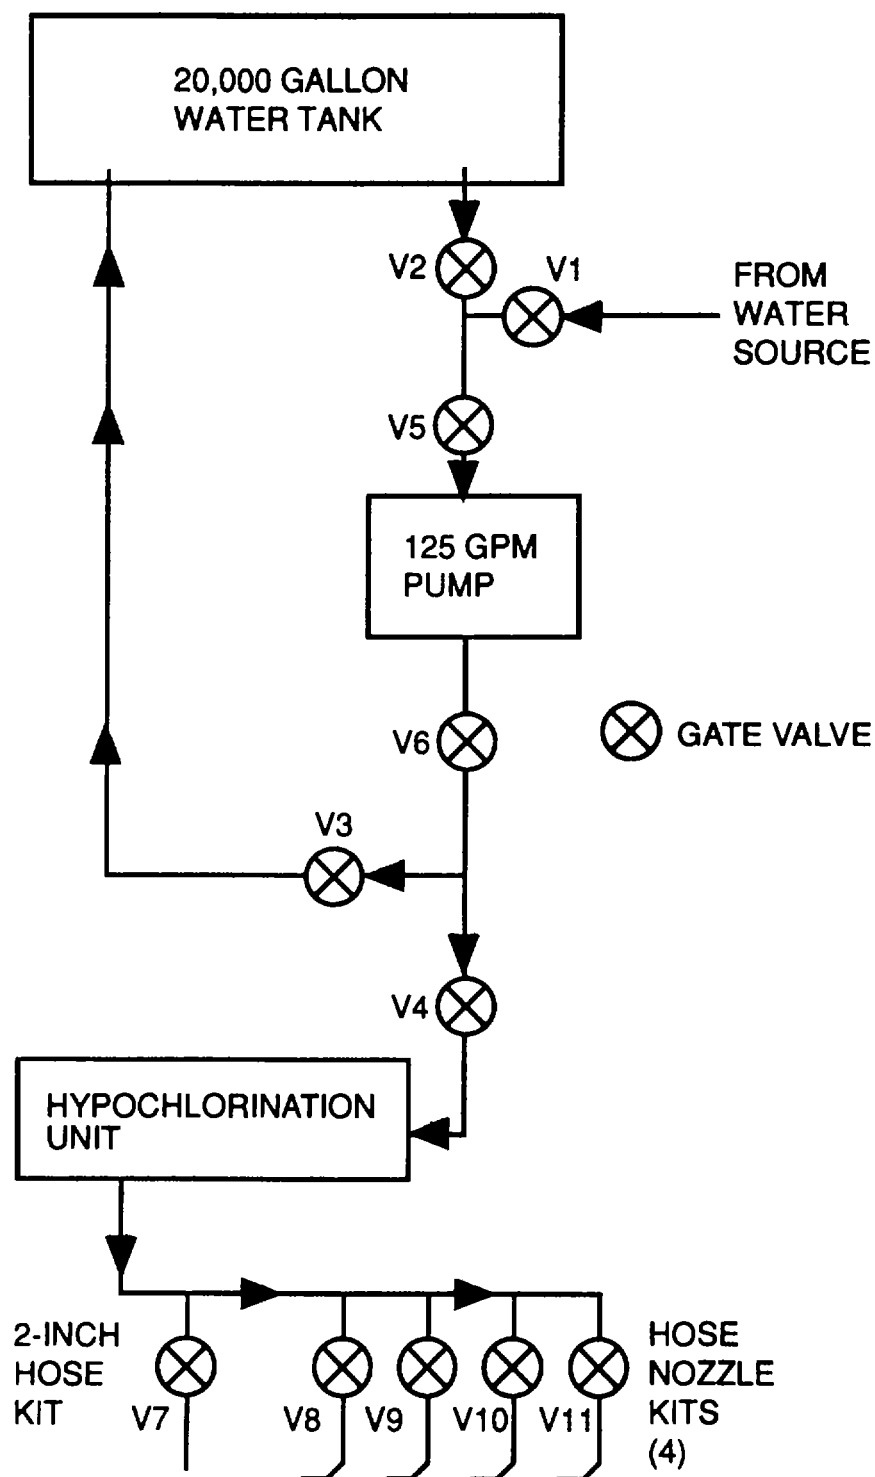 20,000 GALLON
WATER TANK
V2
V1
FROM
WATER
SOURCE
V5
125 GPM
PUMP
V6
GATE VALVE
V3
V4
HYPOCHLORINATION
UNIT
2-INCH
HOSE
KIT
V7
V8
V9
V10
V11
HOSE
NOZZLE
KITS
(4)